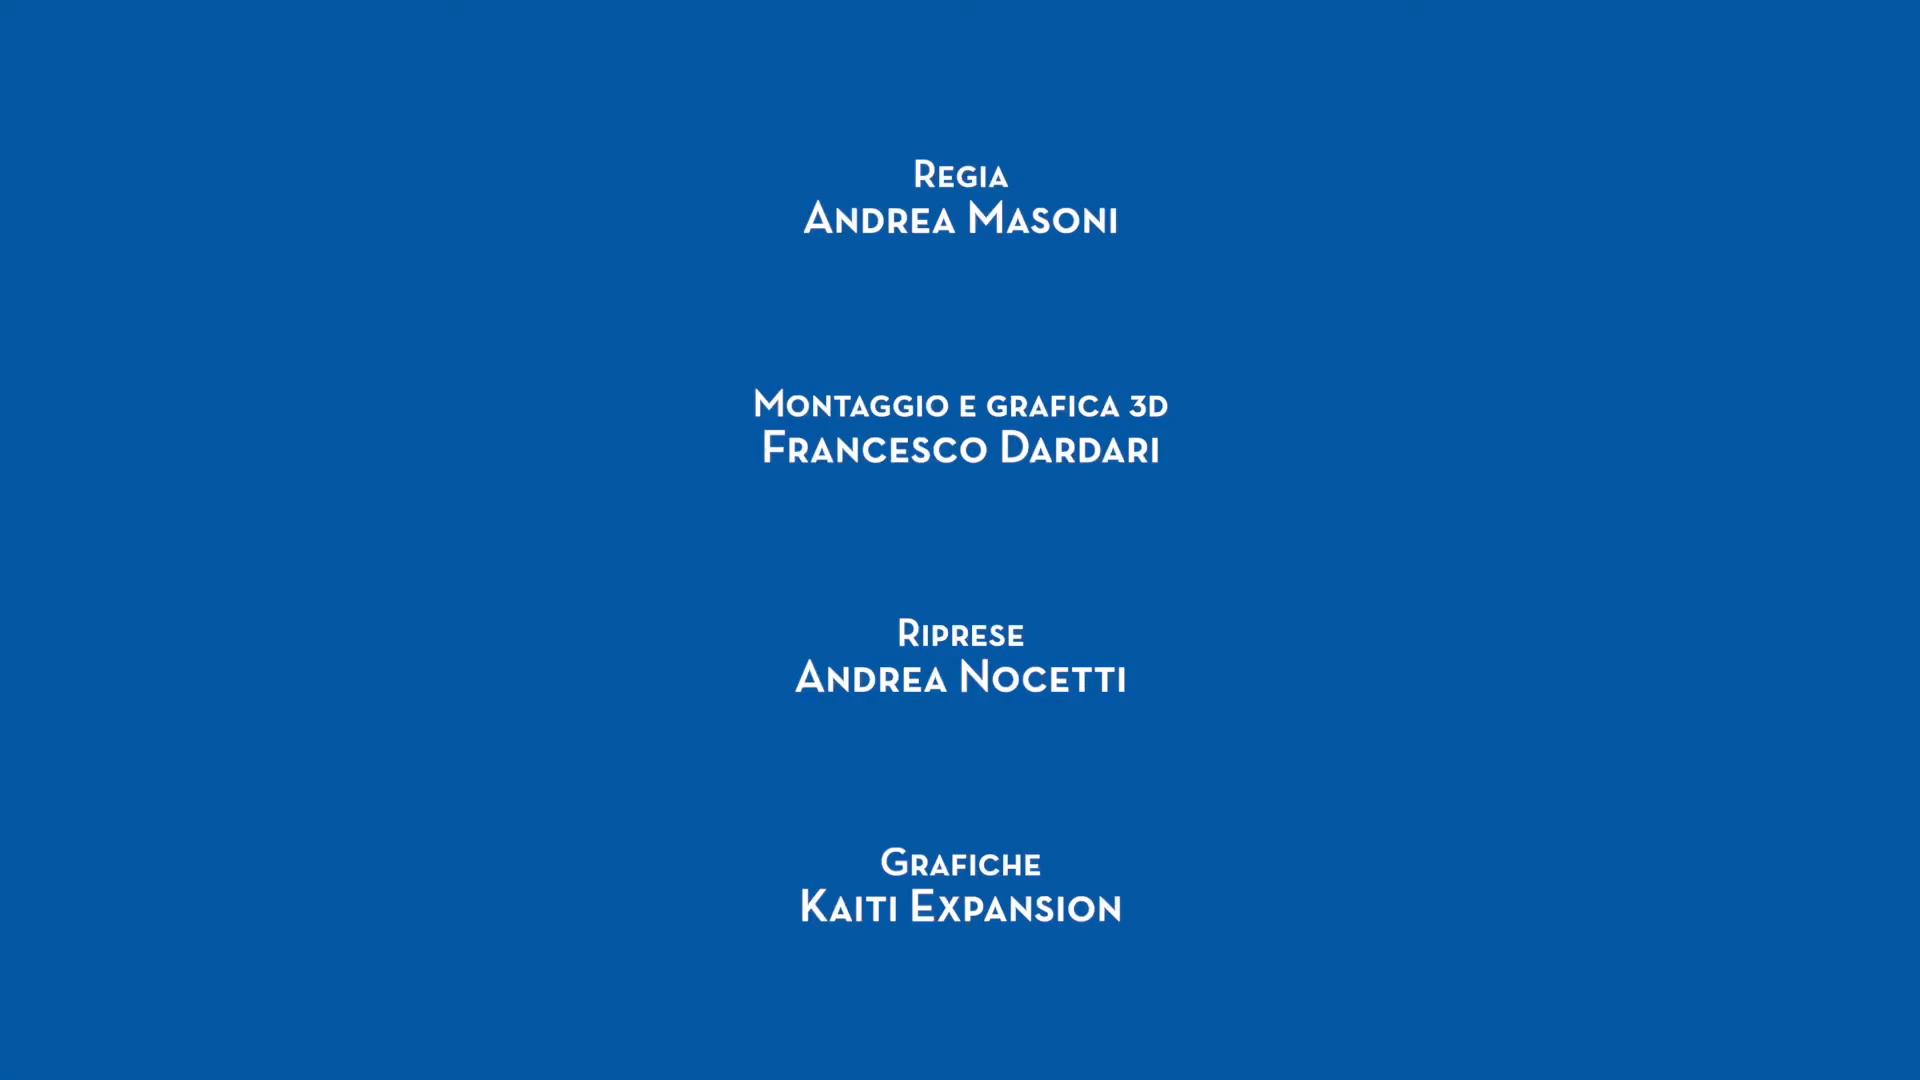 Regia
Andrea Masoni
Montaggio e grafica 3D
Francesco Dardari
Riprese
Andrea Nocetti
Grafiche
Kaiti Expansion